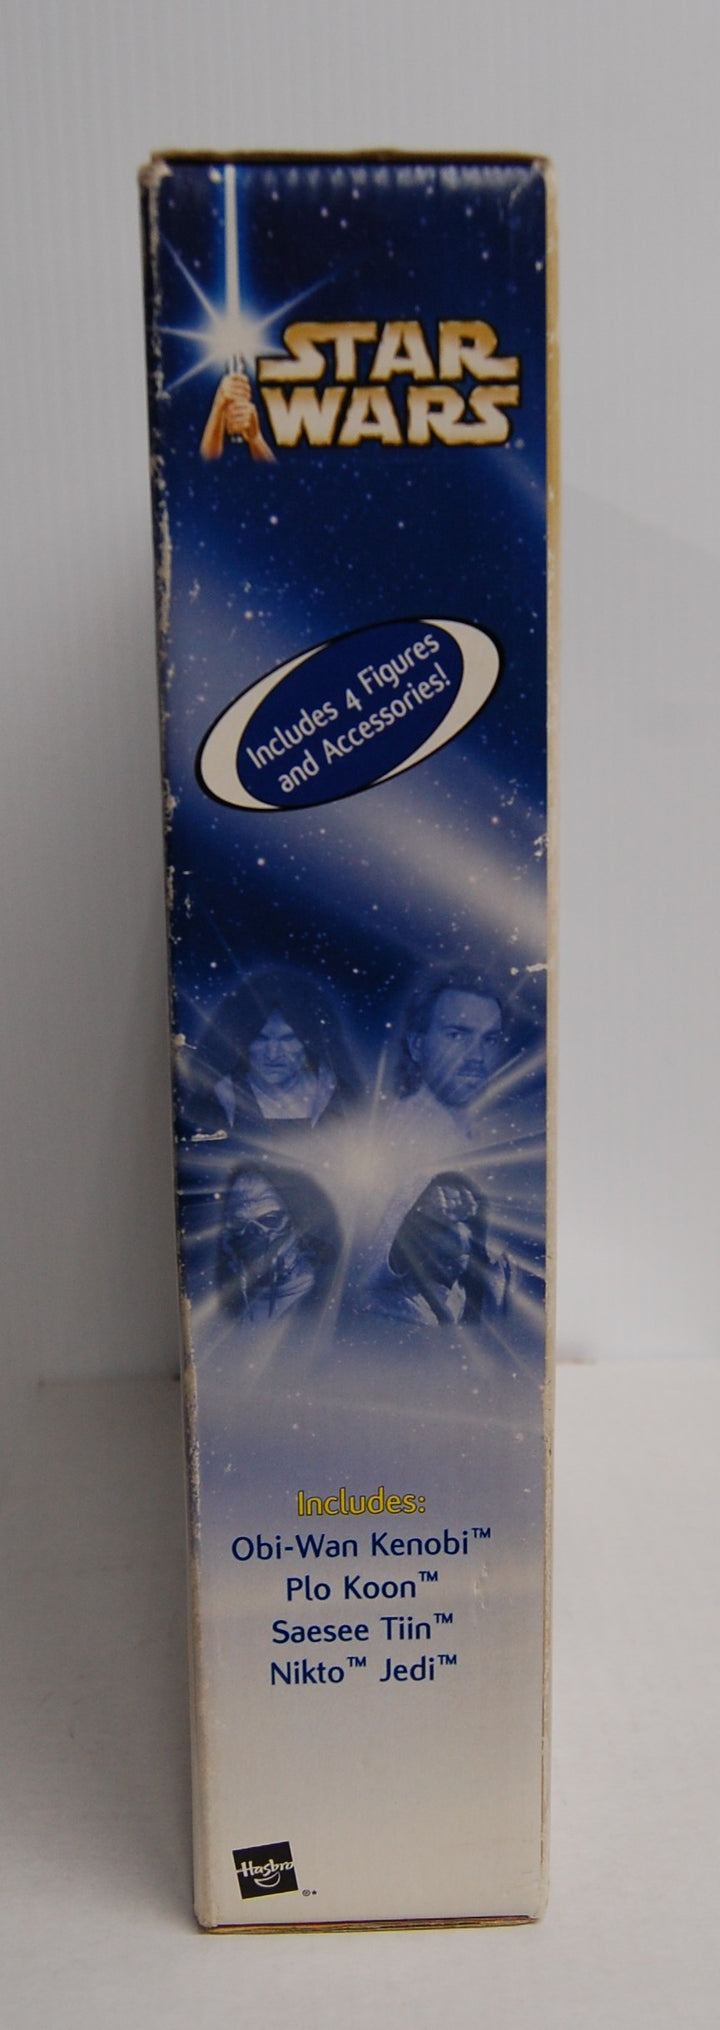 STAR
WARS
Includes 4 Figures
and Accessories!
Includes:
Obi-Wan Kenobi™
Plo Koon™
Saesee Tiin™
Nikto™ Jedi™
Hasbro
®*